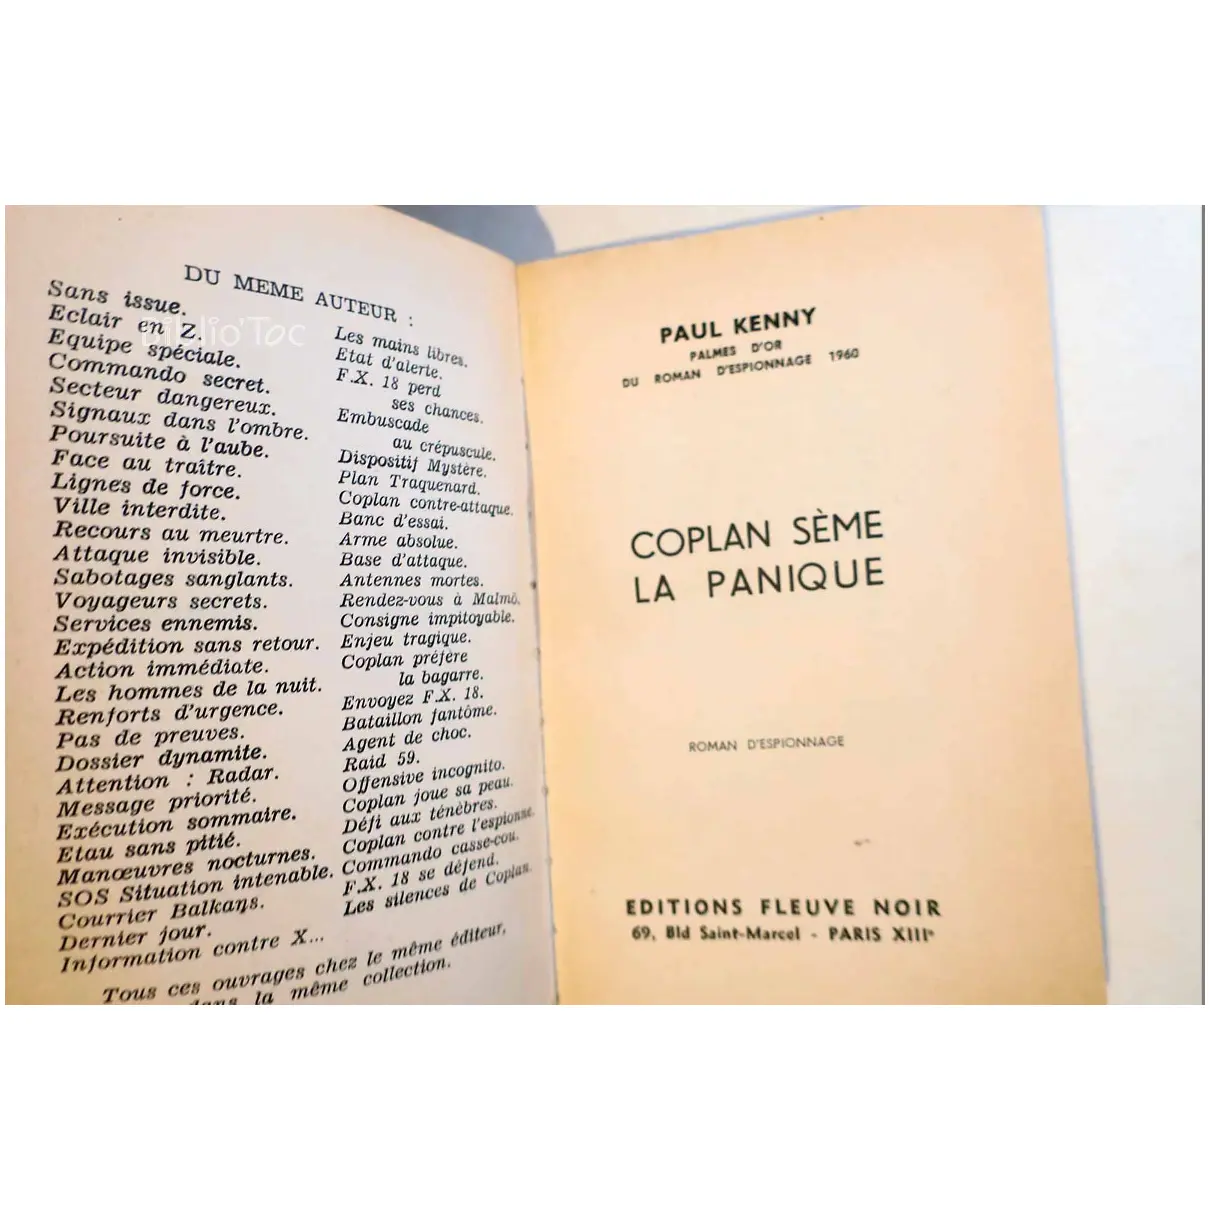 DU MEME AUTEUR :
Sans issue.
Eclair en Z.
Equipe spéciale.
Commando secret.
Secteur dangereux.
Signaux dans l'ombre.
Poursuite à l'aube.
Face au traître.
Lignes de force.
Ville interdite.
Recours au meurtre.
Attaque invisible.
Sabotages sanglants.
Voyageurs secrets.
Services ennemis.
Expédition sans retour.
Action immédiate.
Les hommes de la nuit.
Renforts d'urgence.
Pas de preuves.
Dossier dynamite.
Attention : Radar.
Message priorité.
Exécution sommaire.
Etau sans pitié.
Manœuvres nocturnes.
SOS Situation intenable.
Courrier Balkans.
Dernier jour.
Information contre X...
Les mains libres.
Etat d'alerte.
F.X. 18 perd
ses chances.
Embuscade
au crépuscule.
Dispositif Mystère.
Plan Traquenard.
Coplan contre-attaque.
Banc d'essai.
Arme absolue.
Base d'attaque.
Antennes mortes.
Rendez-vous à Malmö.
Consigne impitoyable.
Enjeu tragique.
Coplan préfère
la bagarre.
Envoyez F.X. 18.
Bataillon fantôme.
Agent de choc.
Raid 59.
Offensive incognito.
Coplan joue sa peau.
Défi aux ténèbres.
Coplan contre l'espionne.
Commando casse-cou.
F.X. 18 se défend.
Les silences de Coplan.
Tous ces ouvrages chez le même éditeur,
dans la même collection.
Biblio'Toc
PAUL KENNY
PALMES D'OR
DU ROMAN D'ESPIONNAGE 1960
COPLAN SÈME
LA PANIQUE
ROMAN D'ESPIONNAGE
EDITIONS FLEUVE NOIR
69, Bld Saint-Marcel - PARIS XIIIe